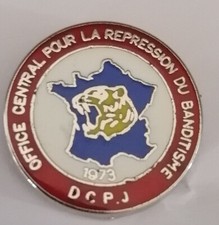 OFFICE CENTRAL POUR LA REPRESSION DU BANDITISME
1973
D C P J